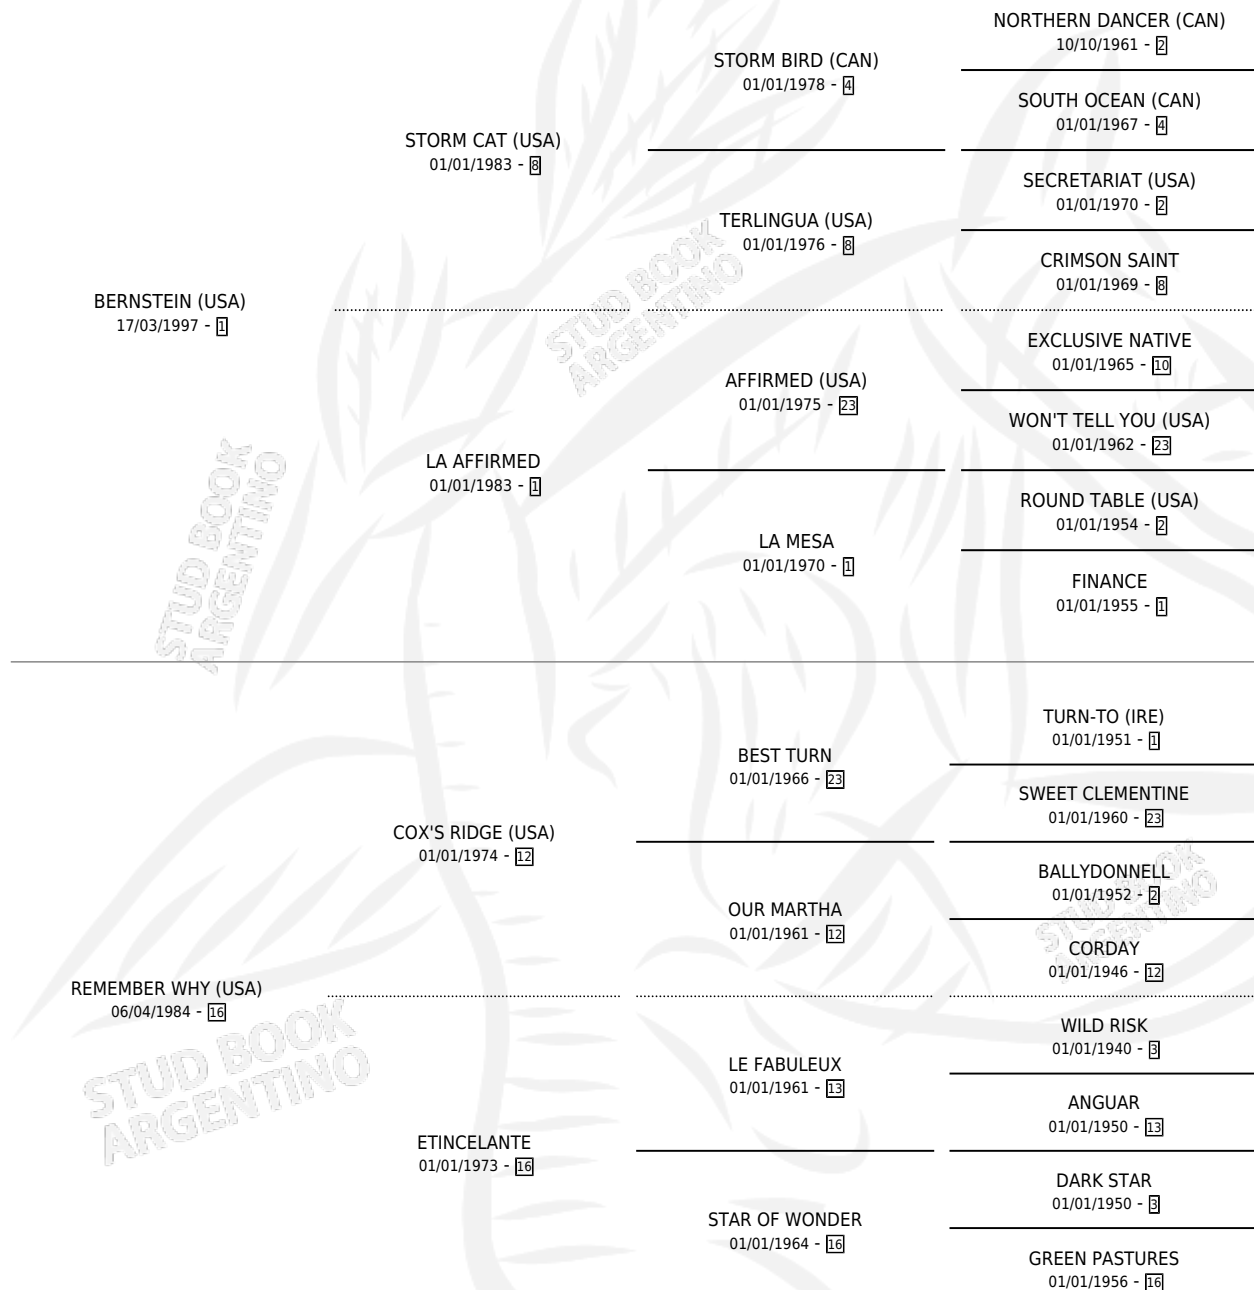 NORTHERN DANCER (CAN)
10/10/1961 - 2
STORM BIRD (CAN)
01/01/1978 - 4
SOUTH OCEAN (CAN)
01/01/1967 - 4
STORM CAT (USA)
01/01/1983 - 8
SECRETARIAT (USA)
01/01/1970 - 2
TERLINGUA (USA)
01/01/1976 - 8
CRIMSON SAINT
01/01/1969 - 8
BERNSTEIN (USA)
17/03/1997 - 1
EXCLUSIVE NATIVE
01/01/1965 - 10
AFFIRMED (USA)
01/01/1975 - 23
WON'T TELL YOU (USA)
01/01/1962 - 23
LA AFFIRMED
01/01/1983 - 1
ROUND TABLE (USA)
01/01/1954 - 2
LA MESA
01/01/1970 - 1
FINANCE
01/01/1955 - 1
TURN-TO (IRE)
01/01/1951 - 1
BEST TURN
01/01/1966 - 23
SWEET CLEMENTINE
01/01/1960 - 23
COX'S RIDGE (USA)
01/01/1974 - 12
BALLYDONNELL
01/01/1952 - 2
OUR MARTHA
01/01/1961 - 12
CORDAY
01/01/1946 - 12
REMEMBER WHY (USA)
06/04/1984 - 16
WILD RISK
01/01/1940 - 3
LE FABULEUX
01/01/1961 - 13
ANGUAR
01/01/1950 - 13
ETINCELANTE
01/01/1973 - 16
DARK STAR
01/01/1950 - 3
STAR OF WONDER
01/01/1964 - 16
GREEN PASTURES
01/01/1956 - 16
STUD BOOK
ARGENTINO
STUD BOOK
ARGENTINO
STUD BOOK
ARGENTINO
STUD BOOK
ARGENTINO